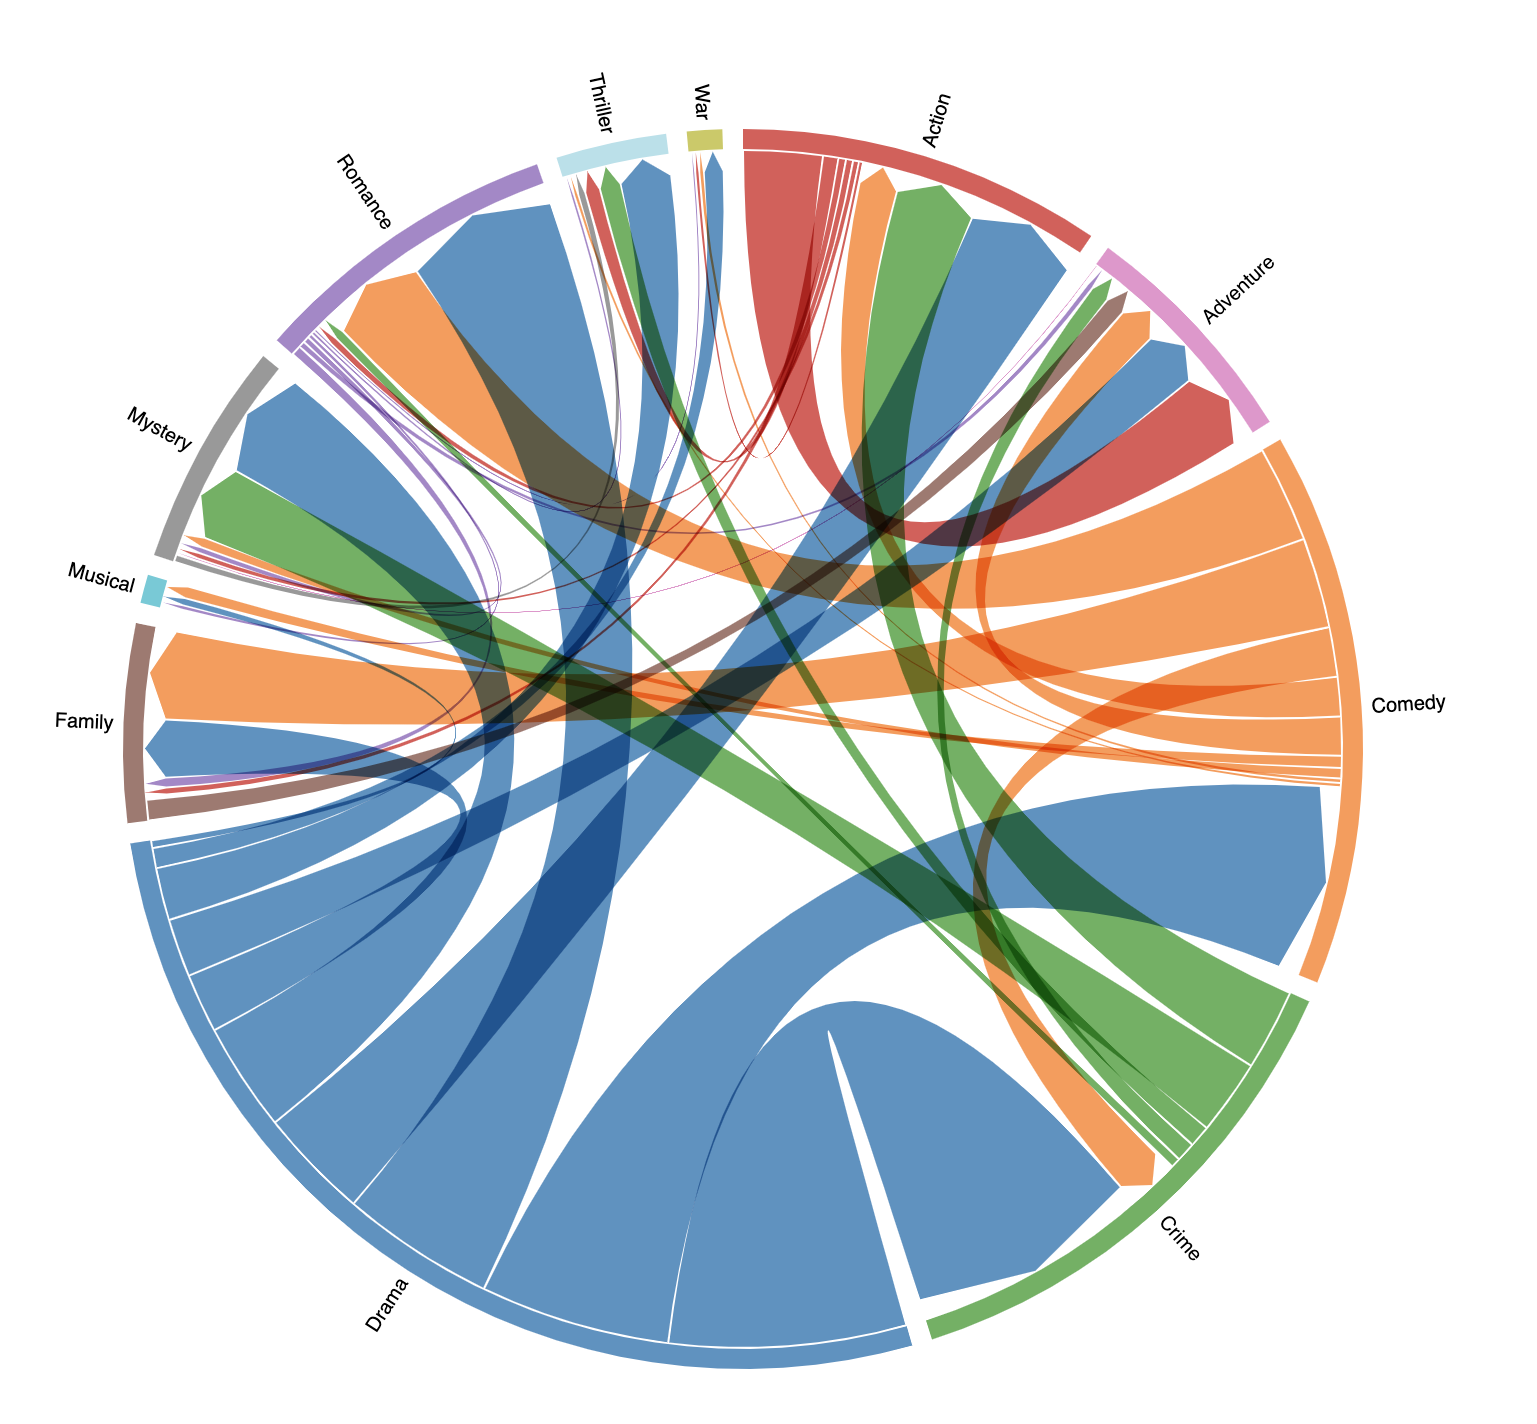 Action
Adventure
Comedy
Crime
Drama
Family
Musical
Mystery
Romance
Thriller
War